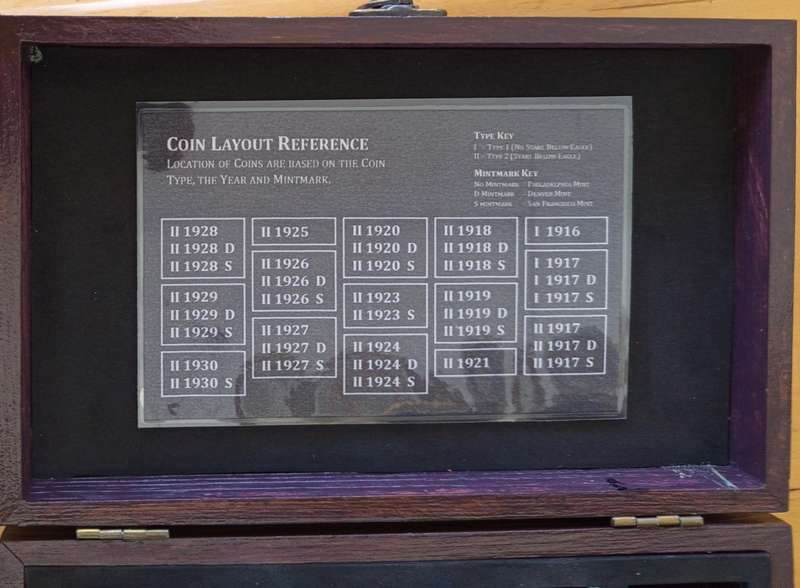 COIN LAYOUT REFERENCE
LOCATION OF COINS ARE BASED ON THE COIN
TYPE, THE YEAR AND MINTMARK.
TYPE KEY
I - TYPE 1 (NO STARS BELOW EAGLE)
II - TYPE 2 (STARS BELOW EAGLE)
MINTMARK KEY
NO MINTMARK - PHILADELPHIA MINT
D MINTMARK - DENVER MINT
S MINTMARK - SAN FRANCISCO MINT
II 1928
II 1928 D
II 1928 S
II 1929
II 1929 D
II 1929 S
II 1930
II 1930 S
II 1925
II 1926
II 1926 D
II 1926 S
II 1927
II 1927 D
II 1927 S
II 1920
II 1920 D
II 1920 S
II 1923
II 1923 S
II 1924
II 1924 D
II 1924 S
II 1918
II 1918 D
II 1918 S
II 1919
II 1919 D
II 1919 S
II 1921
I 1916
I 1917
I 1917 D
I 1917 S
II 1917
II 1917 D
II 1917 S